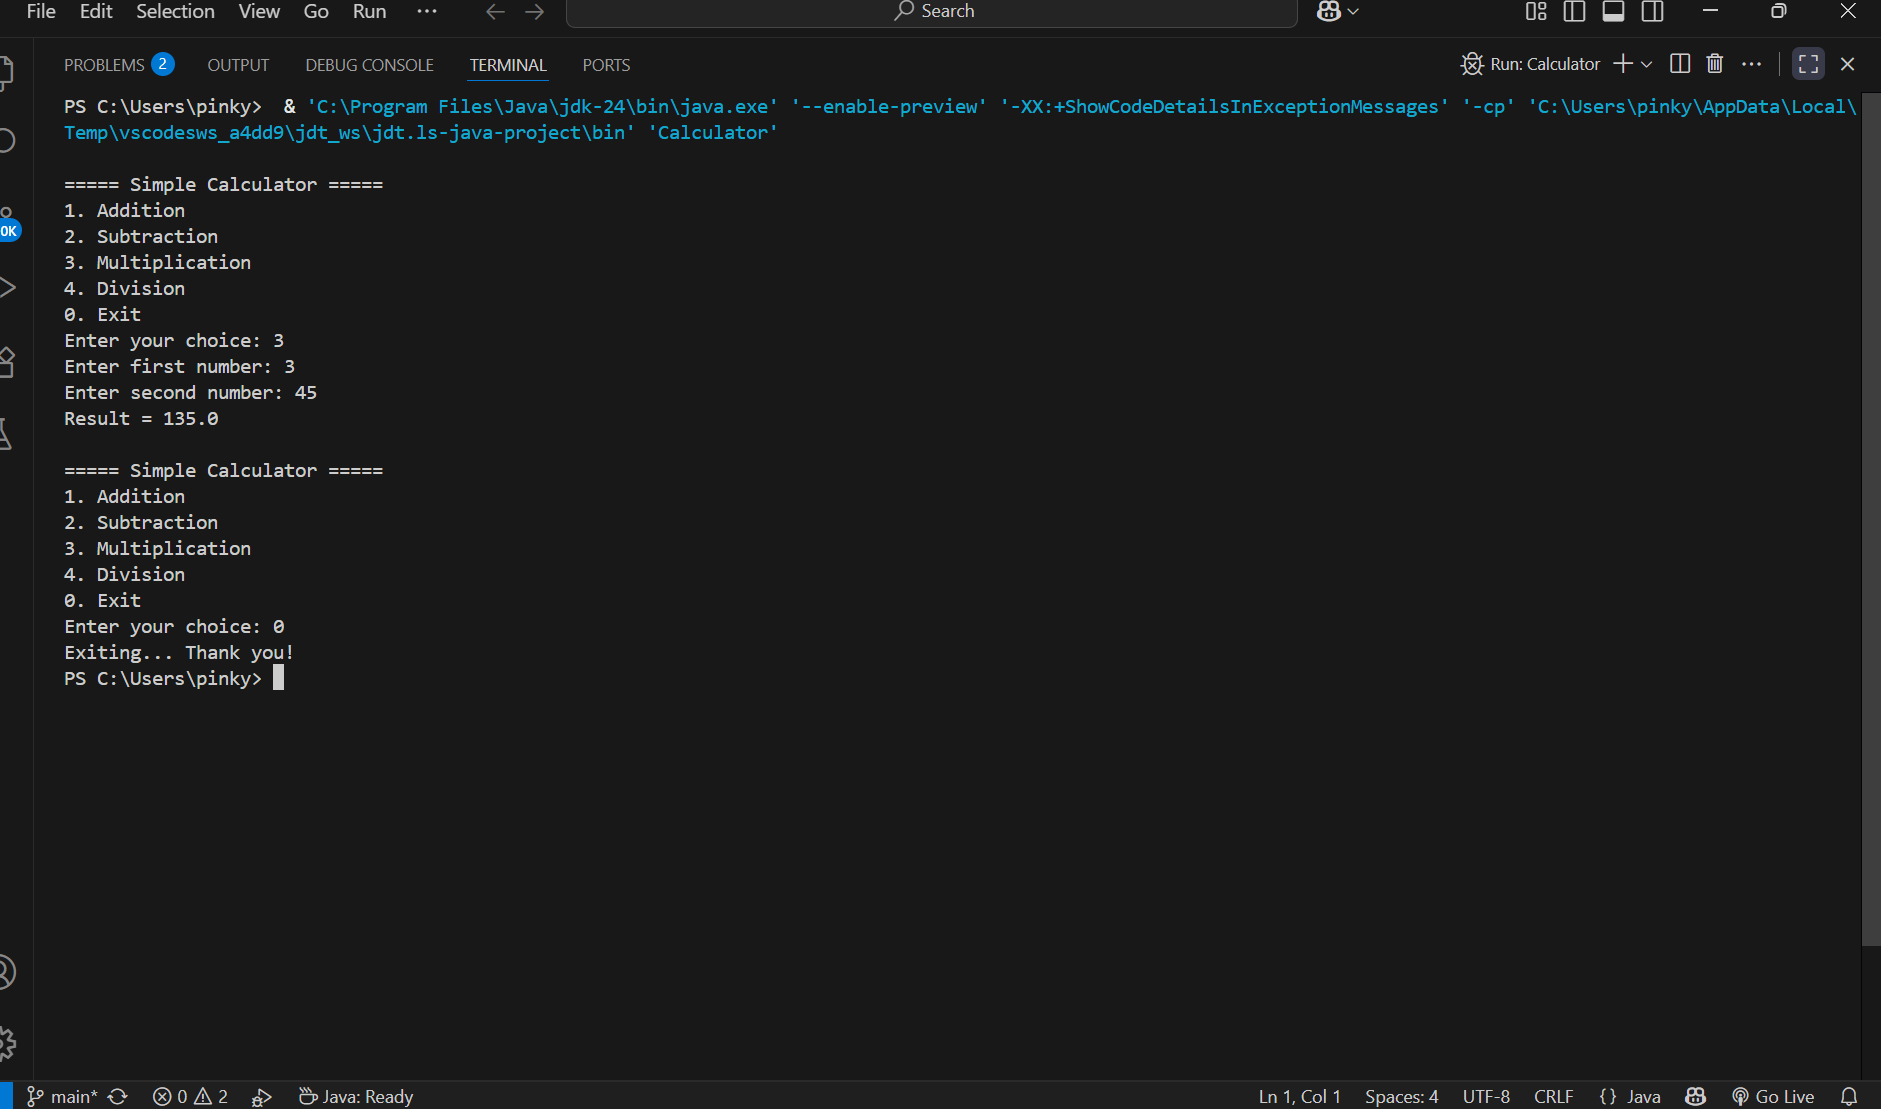 File Edit Selection View Go Run ··· Search
PROBLEMS 2 OUTPUT DEBUG CONSOLE TERMINAL PORTS Run: Calculator
PS C:\Users\pinky>  & 'C:\Program Files\Java\jdk-24\bin\java.exe' '--enable-preview' '-XX:+ShowCodeDetailsInExceptionMessages' '-cp' 'C:\Users\pinky\AppData\Local\
Temp\vscodesws_a4dd9\jdt_ws\jdt.ls-java-project\bin' 'Calculator'
===== Simple Calculator =====
1. Addition
2. Subtraction
3. Multiplication
4. Division
0. Exit
Enter your choice: 3
Enter first number: 3
Enter second number: 45
Result = 135.0
===== Simple Calculator =====
1. Addition
2. Subtraction
3. Multiplication
4. Division
0. Exit
Enter your choice: 0
Exiting... Thank you!
PS C:\Users\pinky>
main* 0 2 Java: Ready Ln 1, Col 1 Spaces: 4 UTF-8 CRLF {} Java Go Live